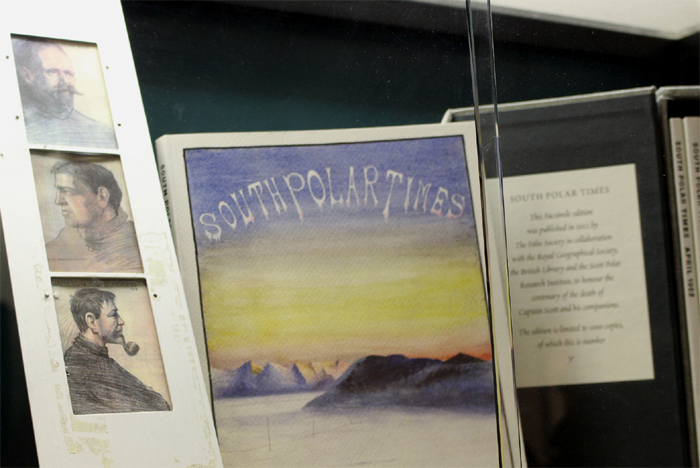 SOUTH POLAR TIMES
SOUTH POLAR TIMES
This Facsimile edition
was published in 2012 by
The Folio Society in collaboration
with the Royal Geographical Society,
the British Library and the Scott Polar
Research Institute, to honour the
centenary of the death of
Captain Scott and his companions.
The edition is limited to 1000 copies,
of which this is number
SOUTH POLAR TIMES APRIL 1902
SOUTH POLAR